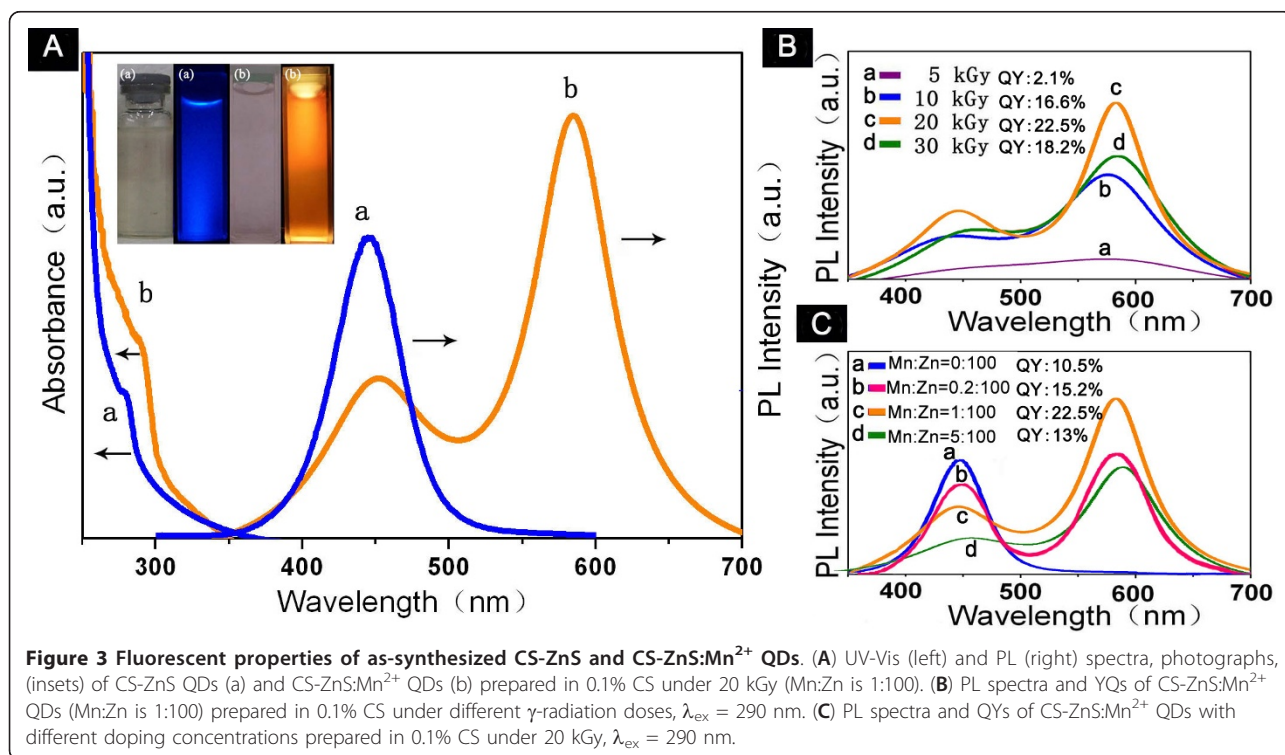 A
(a)
(a)
(b)
(b)
b
a
b
a
Absorbance (a.u.)
PL Intensity (a.u.)
300
400
500
600
700
Wavelength (nm)
B
a 5 kGy QY:2.1%
b 10 kGy QY:16.6%
c 20 kGy QY:22.5%
d 30 kGy QY:18.2%
c
d
b
a
PL Intensity (a.u.)
400
500
600
700
Wavelength (nm)
C
a Mn:Zn=0:100 QY:10.5%
b Mn:Zn=0.2:100 QY:15.2%
c Mn:Zn=1:100 QY:22.5%
d Mn:Zn=5:100 QY:13%
a
b
c
d
PL Intensity (a.u.)
400
500
600
700
Wavelength (nm)
Figure 3 Fluorescent properties of as-synthesized CS-ZnS and CS-ZnS:Mn²⁺ QDs. (A) UV-Vis (left) and PL (right) spectra, photographs,
(insets) of CS-ZnS QDs (a) and CS-ZnS:Mn²⁺ QDs (b) prepared in 0.1% CS under 20 kGy (Mn:Zn is 1:100). (B) PL spectra and YQs of CS-ZnS:Mn²⁺
QDs (Mn:Zn is 1:100) prepared in 0.1% CS under different γ-radiation doses, λex = 290 nm. (C) PL spectra and QYs of CS-ZnS:Mn²⁺ QDs with
different doping concentrations prepared in 0.1% CS under 20 kGy, λex = 290 nm.